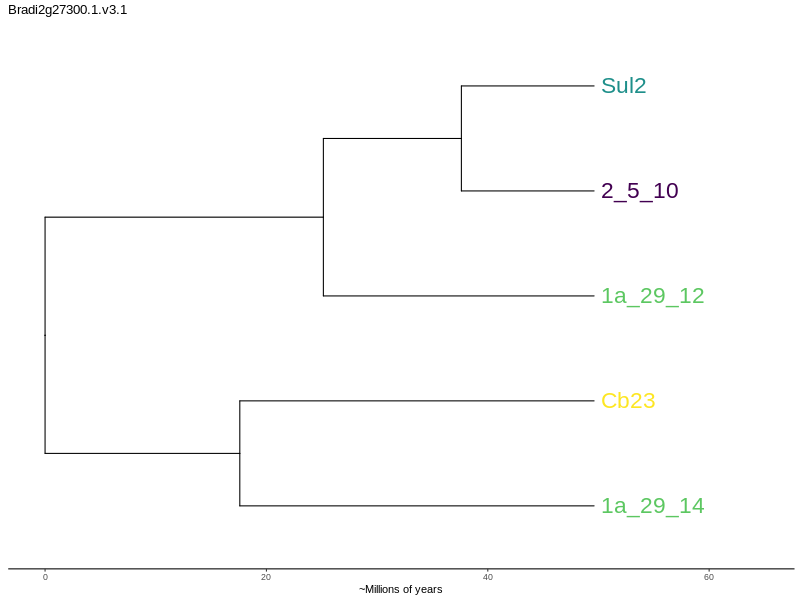 Bradi2g27300.1.v3.1
Sul2
2_5_10
1a_29_12
Cb23
1a_29_14
0 20 40 60
~Millions of years